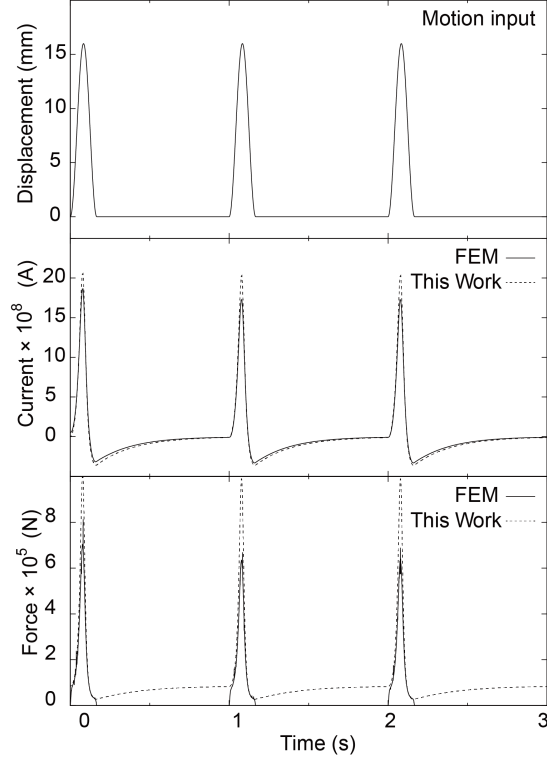 Motion input
Displacement (mm)
15
10
5
0
FEM
This Work
Current × 10⁸ (A)
20
15
10
5
0
FEM
This Work
Force × 10⁵ (N)
8
6
4
2
0
0 1 2 3
Time (s)